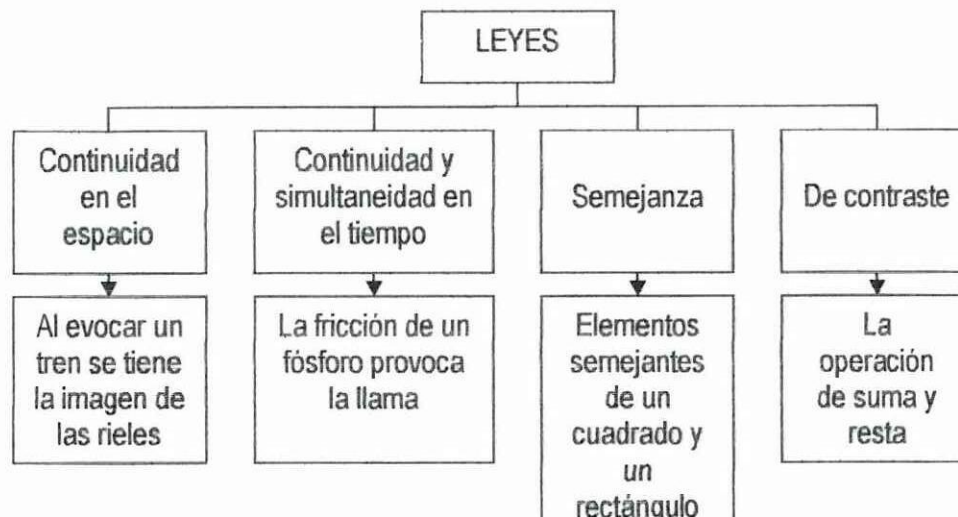 LEYES
Continuidad
en el
espacio
Continuidad y
simultaneidad en
el tiempo
Semejanza
De contraste
Al evocar un
tren se tiene
la imagen de
las rieles
La fricción de un
fósforo provoca
la llama
Elementos
semejantes
de un
cuadrado y
un
rectángulo
La
operación
de suma y
resta